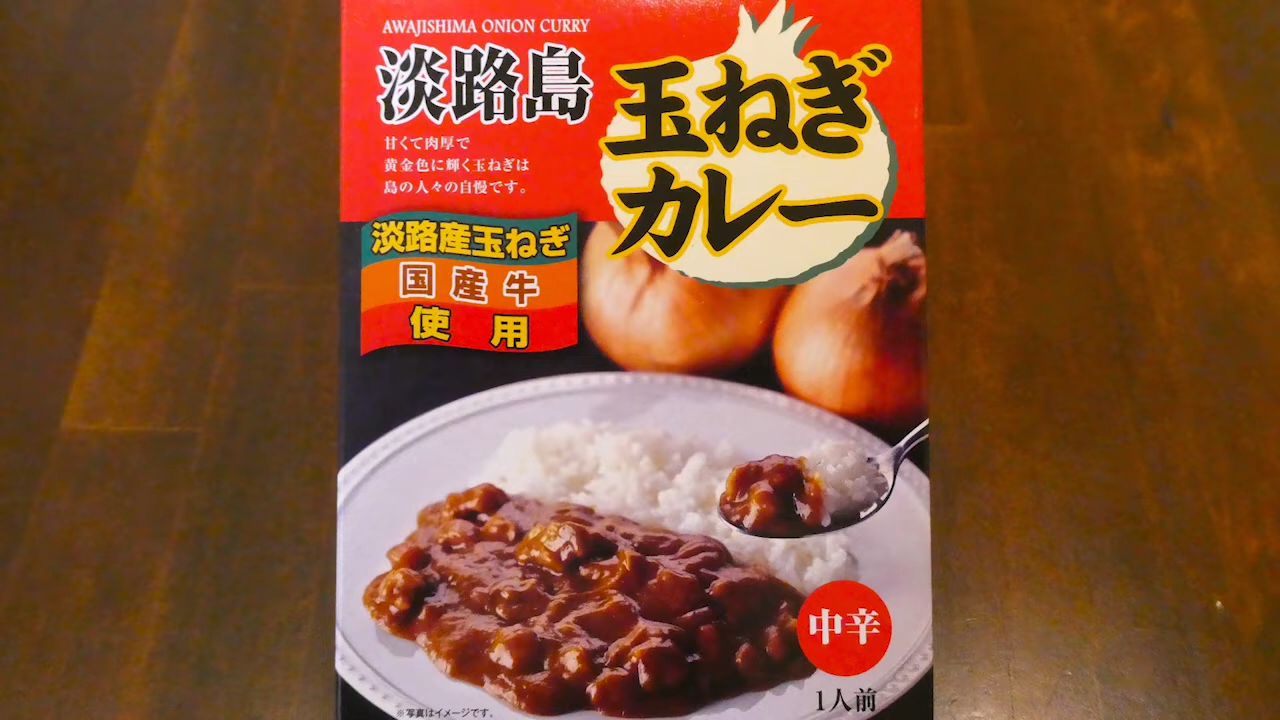 AWAJISHIMA ONION CURRY
淡路島
玉ねぎ
カレー
甘くて肉厚で
黄金色に輝く玉ねぎは
島の人々の自慢です。
淡路産玉ねぎ
国産牛
使用
中辛
1人前
※写真はイメージです。